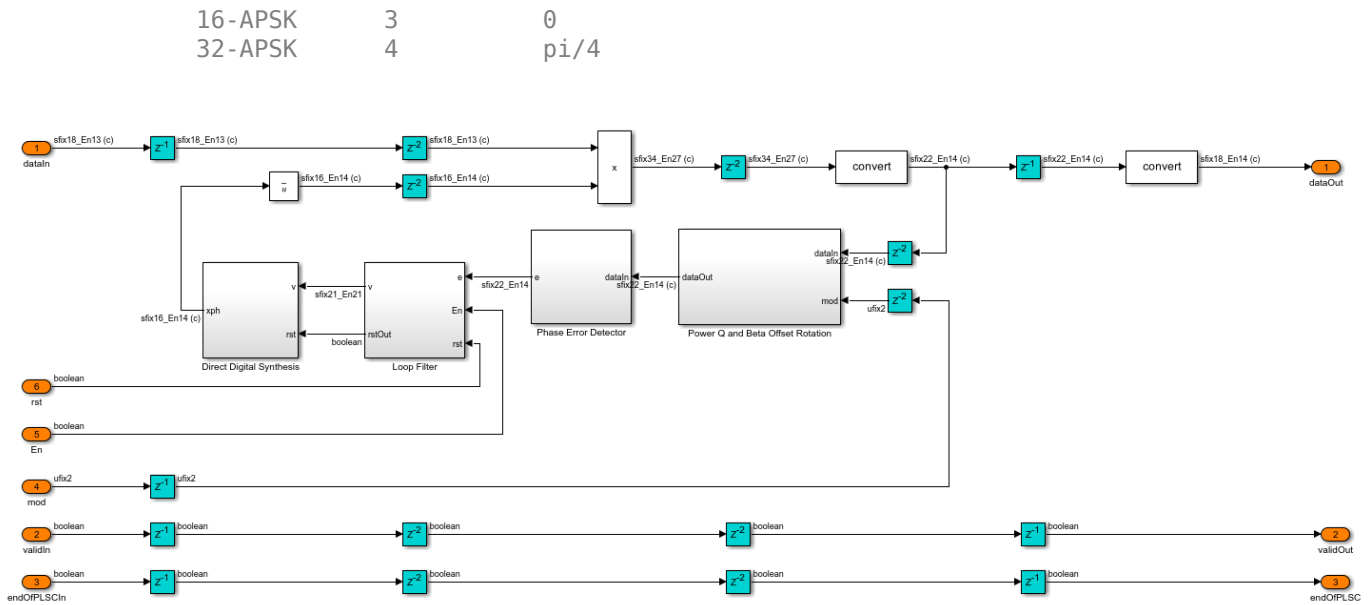 16-APSK 3 0
32-APSK 4 pi/4
1 dataIn sfix18_En13 (c) z-1 sfix18_En13 (c) z-2 sfix18_En13 (c)
u sfix16_En14 (c) z-2 sfix16_En14 (c)
x sfix34_En27 (c) z-2 sfix34_En27 (c) convert sfix22_En14 (c) z-1 sfix22_En14 (c) convert sfix18_En14 (c) 1 dataOut
xph v rst sfix16_En14 (c)
Direct Digital Synthesis
sfix21_En21
boolean
v rstOut e En rst
Loop Filter
sfix22_En14
e dataIn
Phase Error Detector
sfix22_En14 (c)
dataOut dataIn mod
Power Q and Beta Offset Rotation
z-2
sfix22_En14 (c)
z-2
ufix2
6 rst boolean
5 En boolean
4 mod ufix2 z-1 ufix2
2 validIn boolean z-1 boolean z-2 boolean z-2 boolean z-1 boolean 2 validOut
3 endOfPLSCIn boolean z-1 boolean z-2 boolean z-2 boolean z-1 boolean 3 endOfPLSC